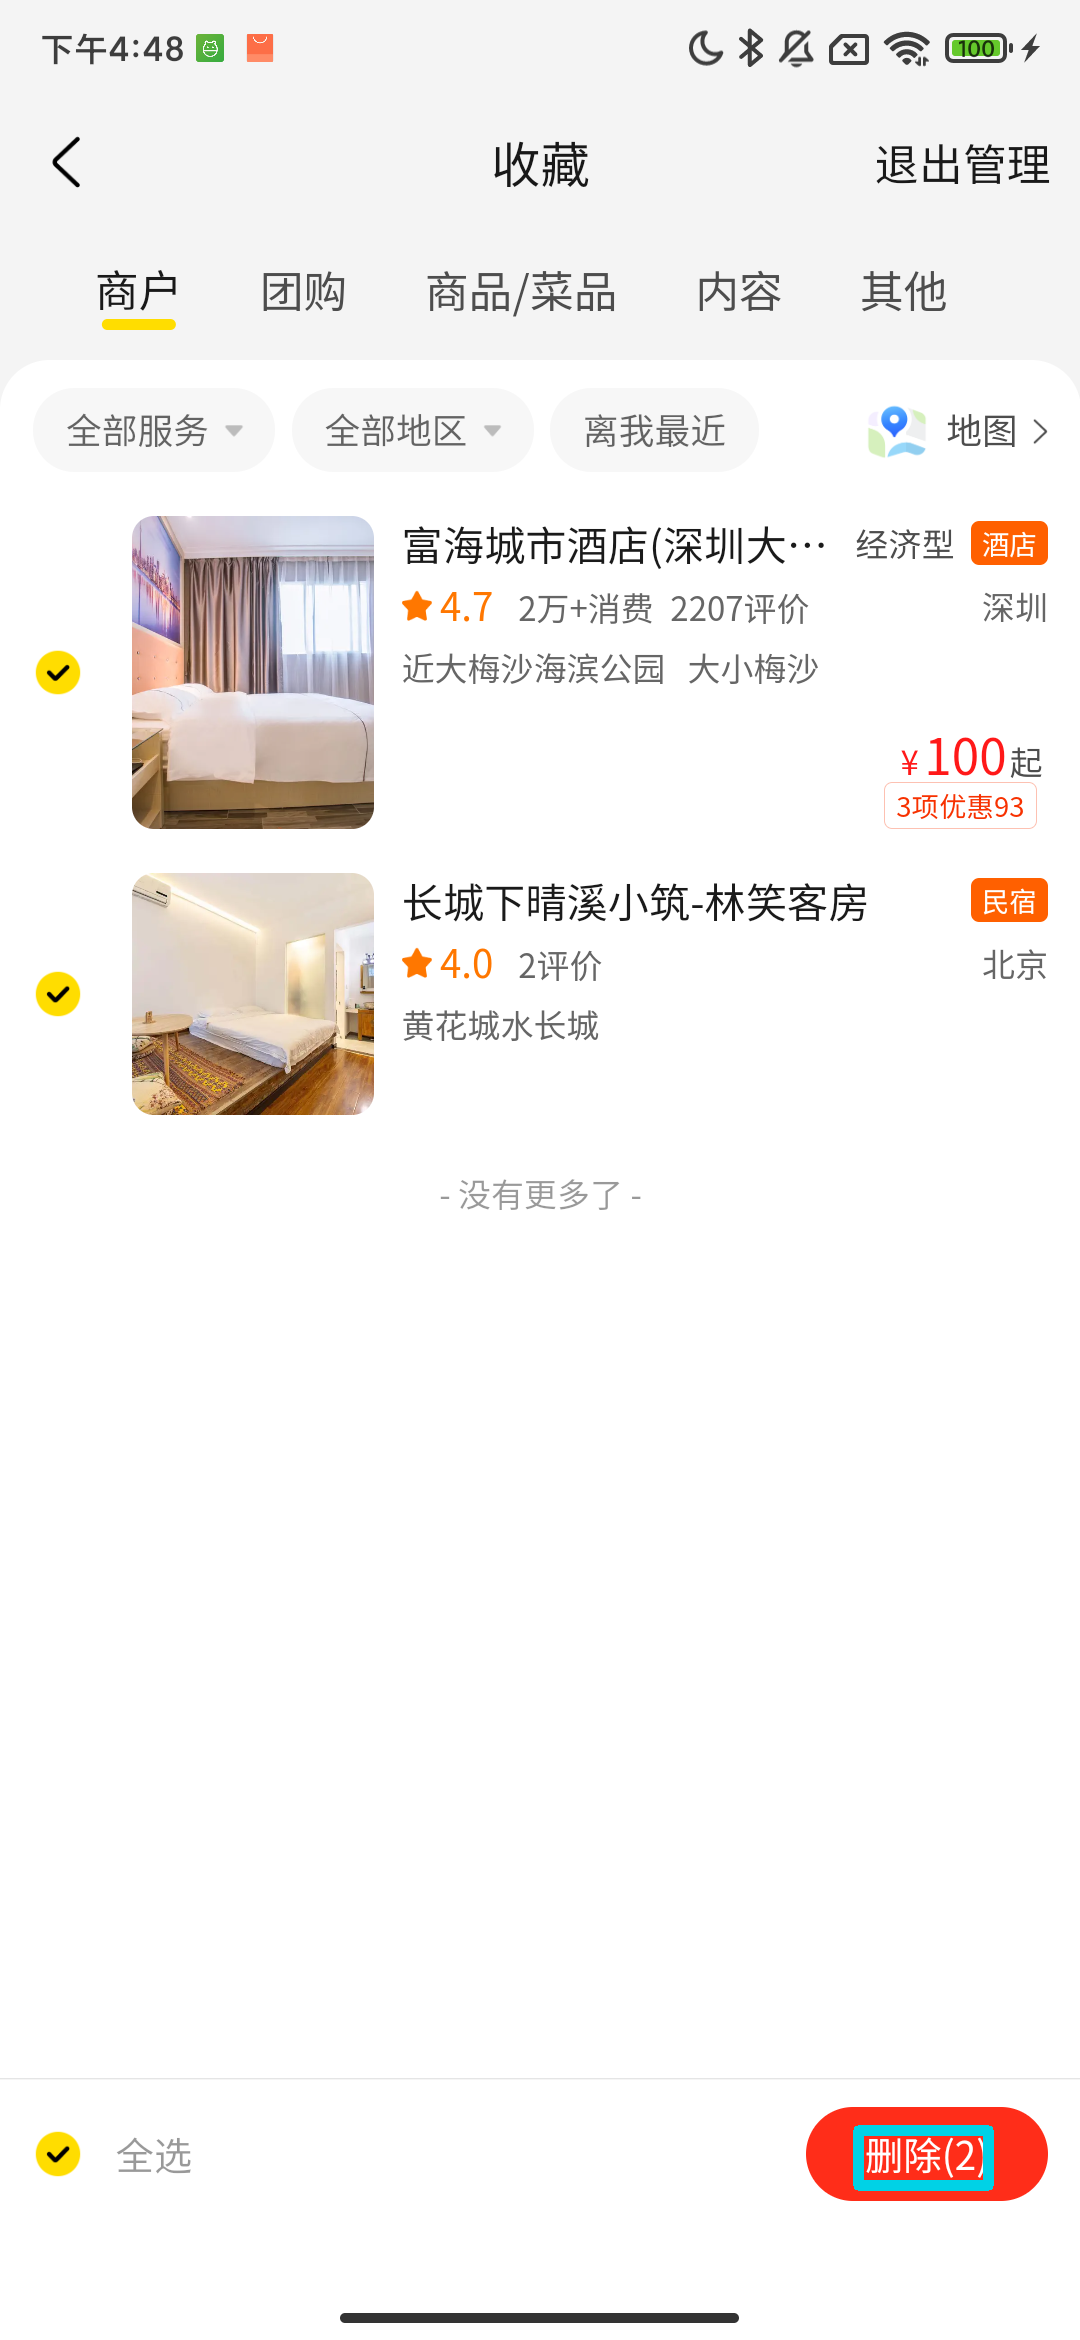 下午4:48
100
收藏
退出管理
商户
团购
商品/菜品
内容
其他
全部服务
全部地区
离我最近
地图
富海城市酒店(深圳大…
经济型
酒店
4.7
2万+消费
2207评价
深圳
近大梅沙海滨公园
大小梅沙
¥100起
3项优惠93
长城下晴溪小筑-林笑客房
民宿
4.0
2评价
北京
黄花城水长城
- 没有更多了 -
全选
删除(2)